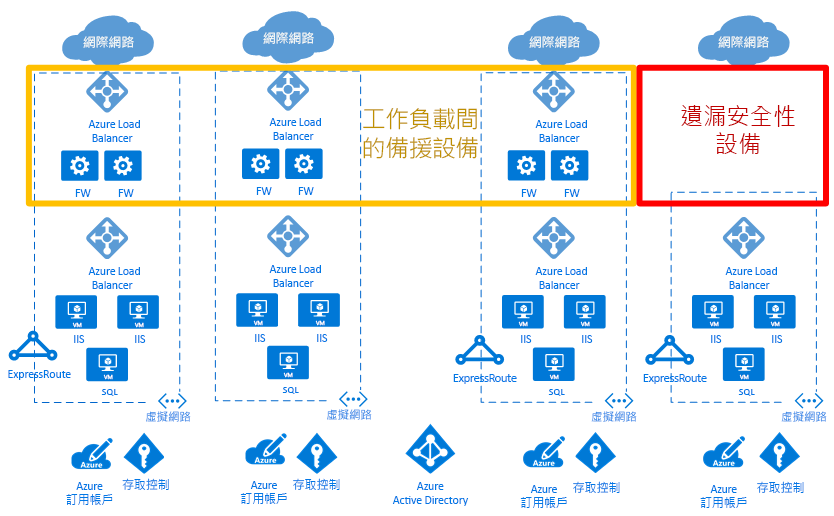 網際網路
網際網路
網際網路
網際網路
Azure Load
Balancer
FW
FW
Azure Load
Balancer
FW
FW
工作負載間
的備援設備
Azure Load
Balancer
FW
FW
遺漏安全性
設備
Azure Load
Balancer
VM
IIS
VM
IIS
VM
SQL
ExpressRoute
虛擬網路
Azure Load
Balancer
VM
IIS
VM
IIS
VM
SQL
虛擬網路
Azure Load
Balancer
VM
IIS
VM
IIS
VM
SQL
ExpressRoute
虛擬網路
Azure Load
Balancer
VM
IIS
VM
IIS
VM
SQL
ExpressRoute
虛擬網路
Azure
Azure
訂用帳戶
存取控制
Azure
Azure
訂用帳戶
存取控制
Azure
Active Directory
Azure
Azure
訂用帳戶
存取控制
Azure
Azure
訂用帳戶
存取控制